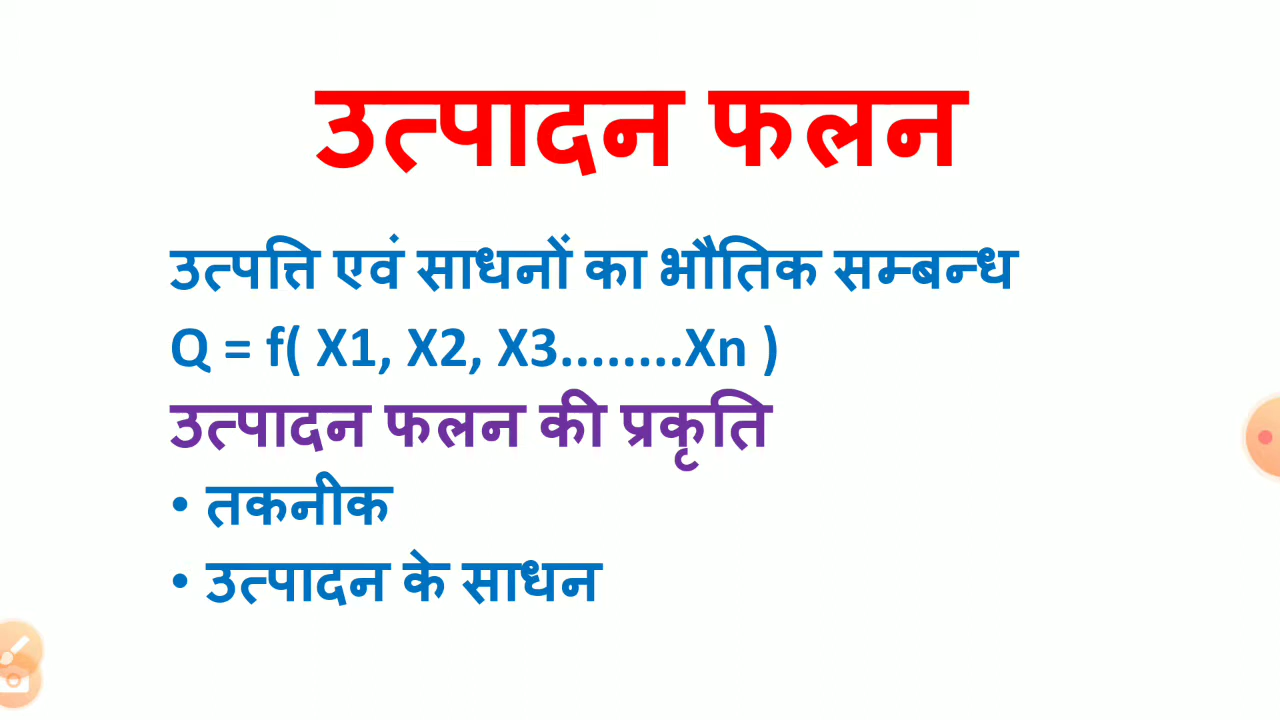 उत्पादन फलन
उत्पत्ति एवं साधनों का भौतिक सम्बन्ध
Q = f( X1, X2, X3........Xn )
उत्पादन फलन की प्रकृति
• तकनीक
• उत्पादन के साधन